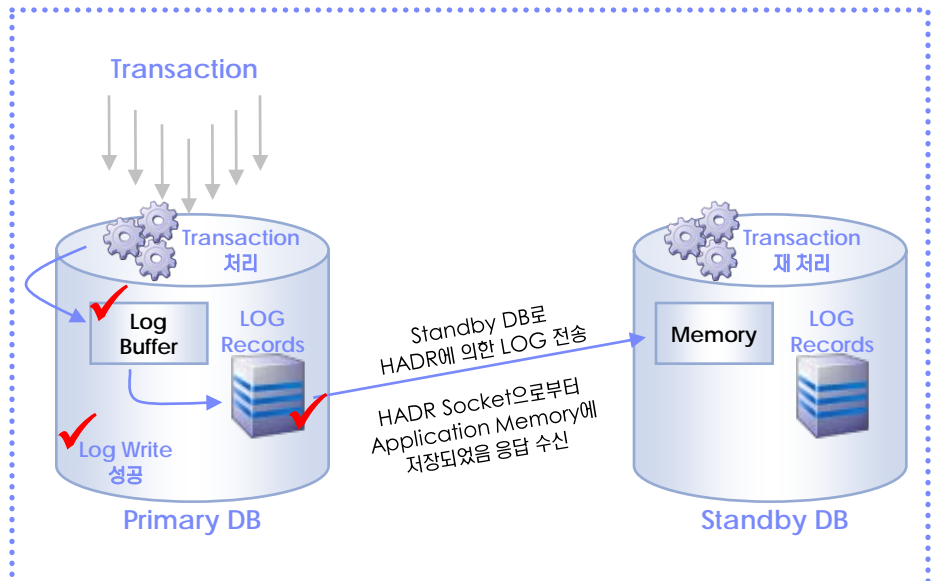 Transaction
Transaction
처리
Log
Buffer
LOG
Records
Log Write
성공
Primary DB
Standby DB로
HADR에 의한 LOG 전송
HADR Socket으로부터
Application Memory에
저장되었음 응답 수신
Transaction
재 처리
Memory
LOG
Records
Standby DB